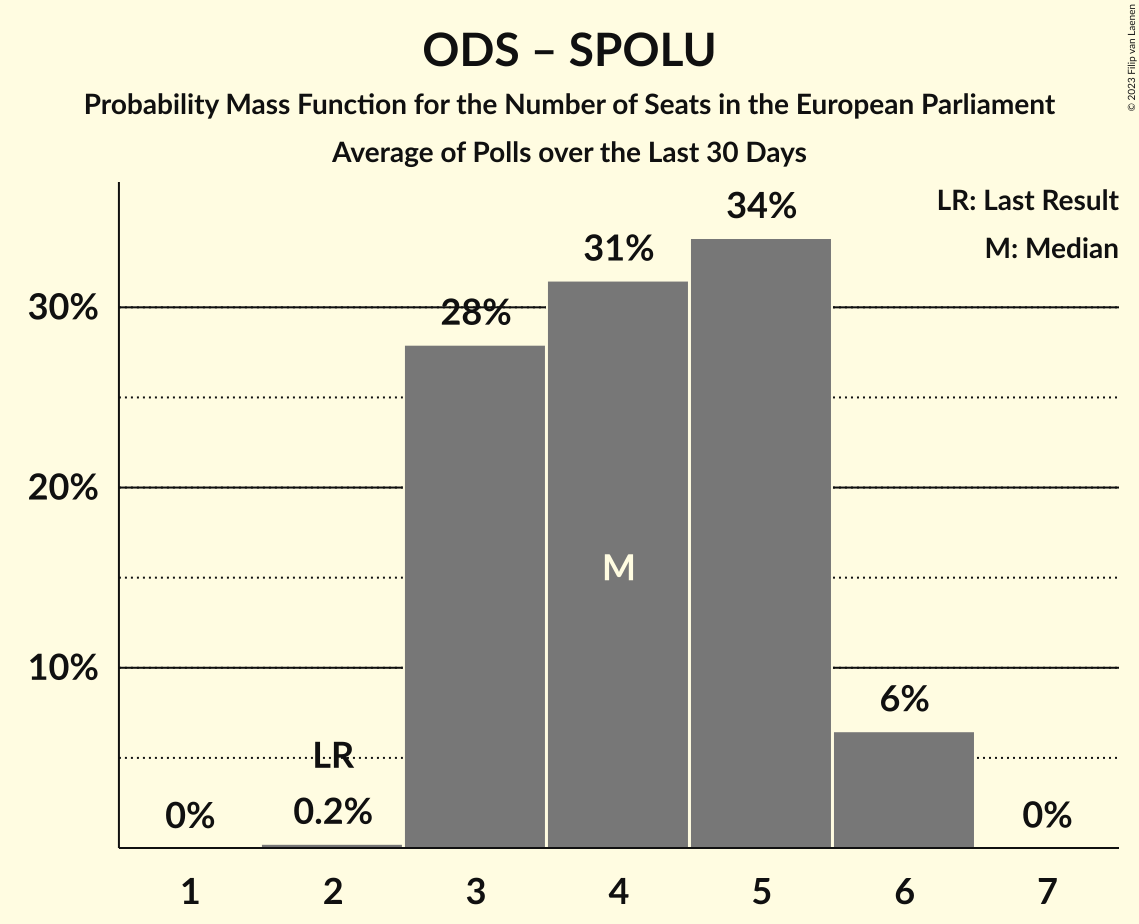 ODS – SPOLU
Probability Mass Function for the Number of Seats in the European Parliament
Average of Polls over the Last 30 Days
© 2023 Filip van Laenen
LR: Last Result
M: Median
30%
20%
10%
0%
LR
0.2%
28%
31%
M
34%
6%
0%
1 2 3 4 5 6 7